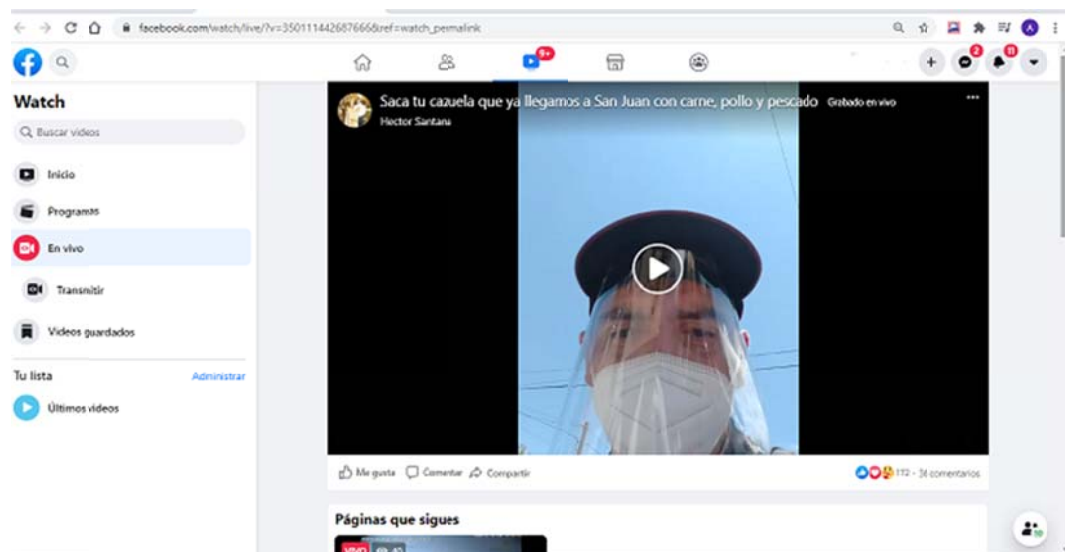 facebook.com/watch/live/?v=350111442687666&ref=watch_permalink
A
9+
2
11
Watch
Buscar videos
Inicio
Programas
En vivo
Transmitir
Videos guardados
Tu lista
Administrar
Últimos videos
Saca tu cazuela que ya llegamos a San Juan con carne, pollo y pescado Grabado en vivo
Hector Santana
Me gusta Comentar Compartir
112 · comentarios
Páginas que sigues
VIVO